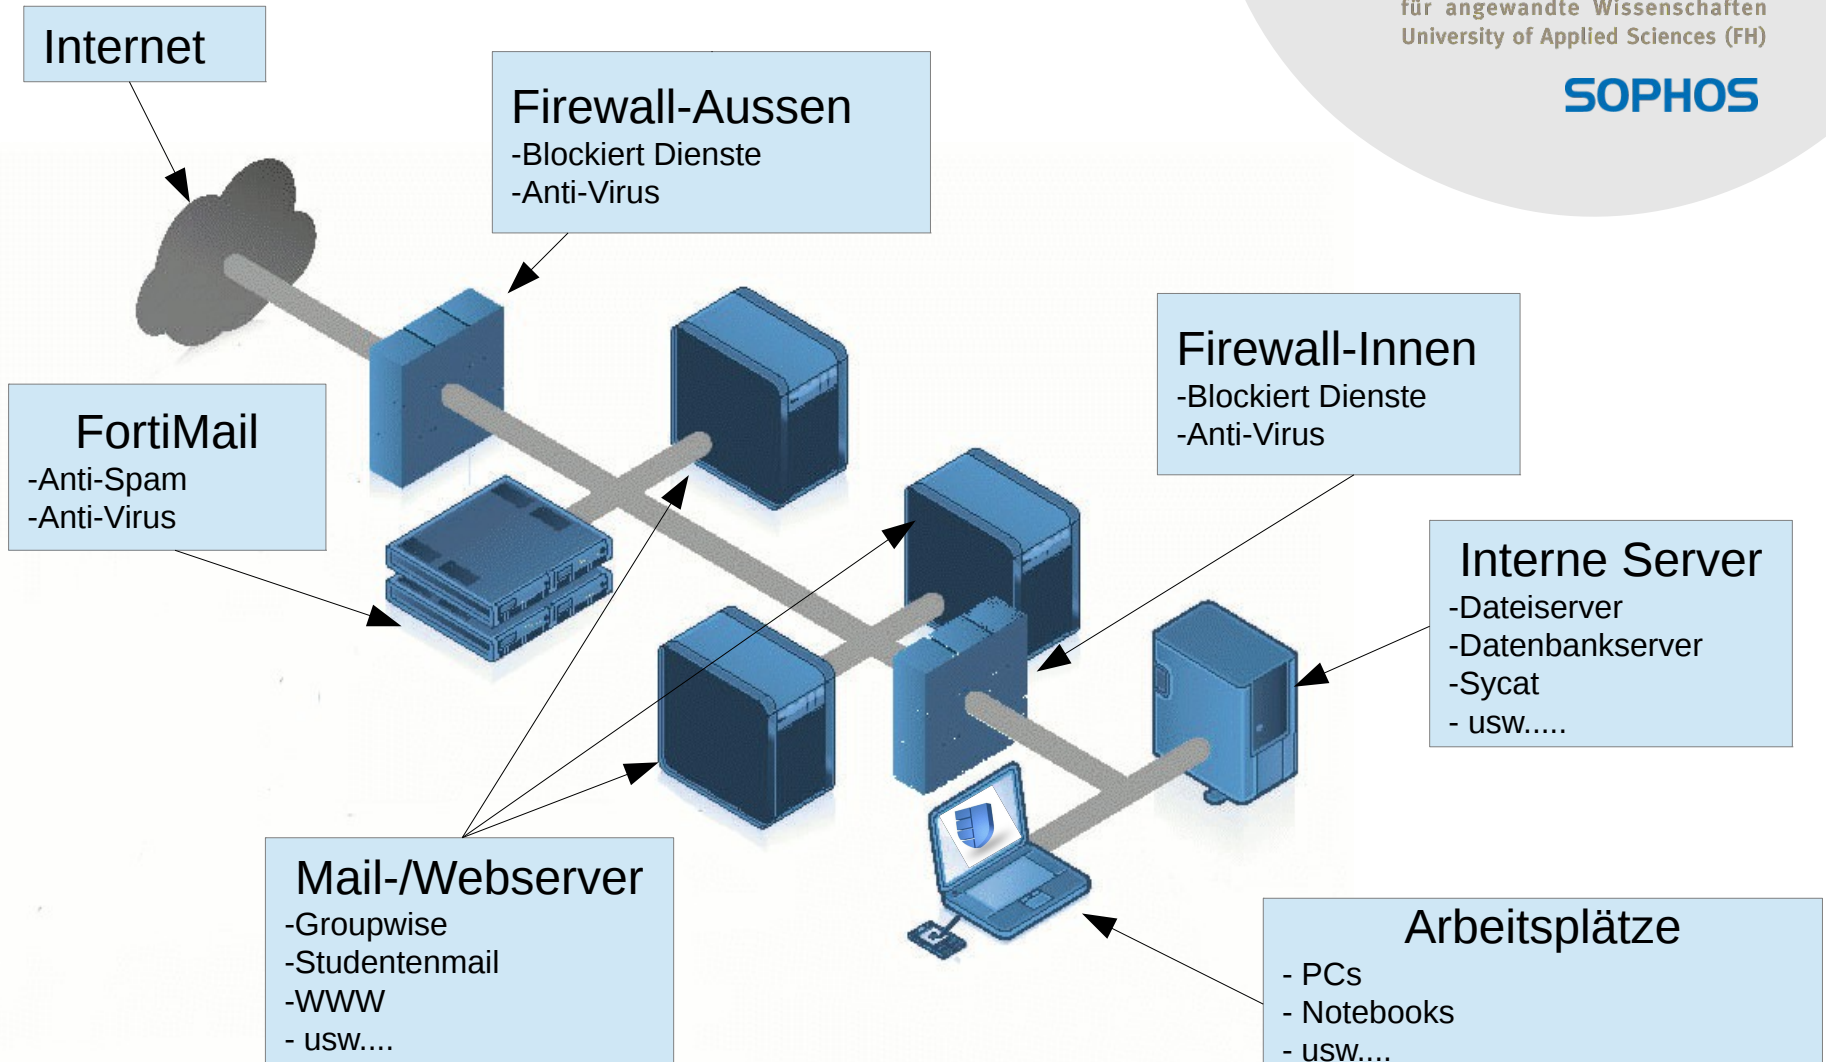 für angewandte Wissenschaften
University of Applied Sciences (FH)
SOPHOS
Internet
Firewall-Aussen
-Blockiert Dienste
-Anti-Virus
Firewall-Innen
-Blockiert Dienste
-Anti-Virus
FortiMail
-Anti-Spam
-Anti-Virus
Interne Server
-Dateiserver
-Datenbankserver
-Sycat
- usw.....
Mail-/Webserver
-Groupwise
-Studentenmail
-WWW
- usw....
Arbeitsplätze
- PCs
- Notebooks
- usw....